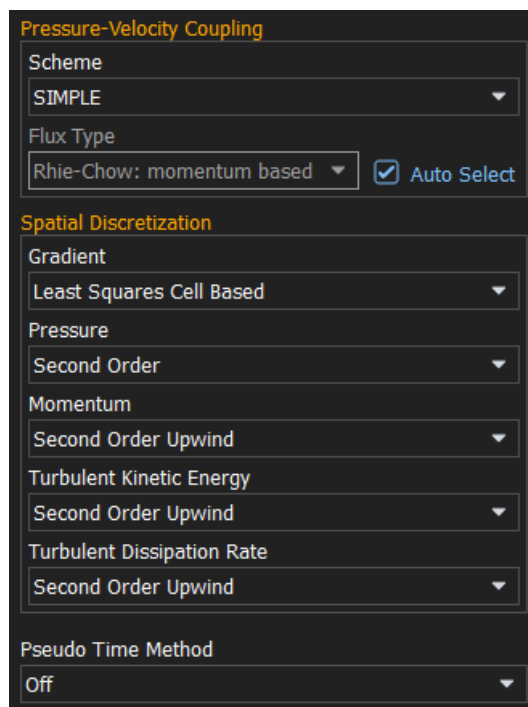 Pressure-Velocity Coupling
Scheme
SIMPLE
Flux Type
Rhie-Chow: momentum based
Auto Select
Spatial Discretization
Gradient
Least Squares Cell Based
Pressure
Second Order
Momentum
Second Order Upwind
Turbulent Kinetic Energy
Second Order Upwind
Turbulent Dissipation Rate
Second Order Upwind
Pseudo Time Method
Off